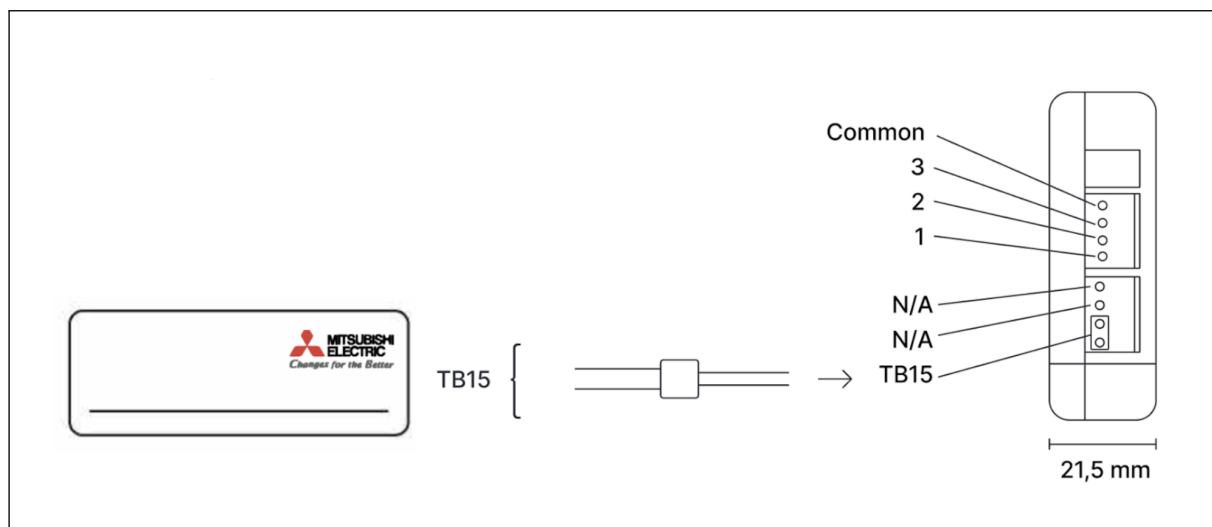 Common
3
2
1
N/A
N/A
TB15
MITSUBISHI
ELECTRIC
Changes for the Better
TB15
21,5 mm